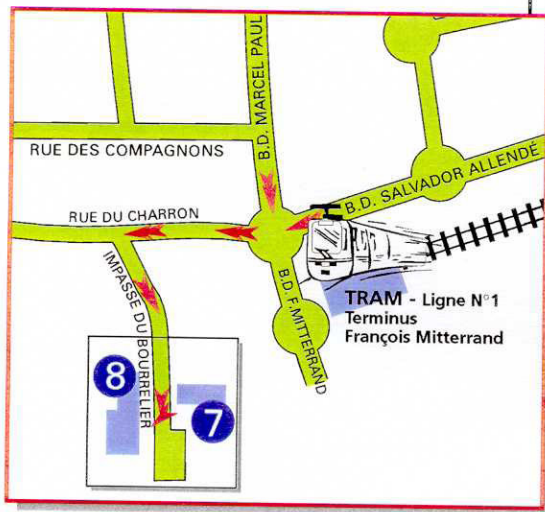 B.D. MARCEL PAUL
RUE DES COMPAGNONS
B.D. SALVADOR ALLENDÉ
RUE DU CHARRON
IMPASSE DU BOURRELIER
B.D. F.MITTERRAND
TRAM - Ligne N°1
Terminus
François Mitterrand
8
7